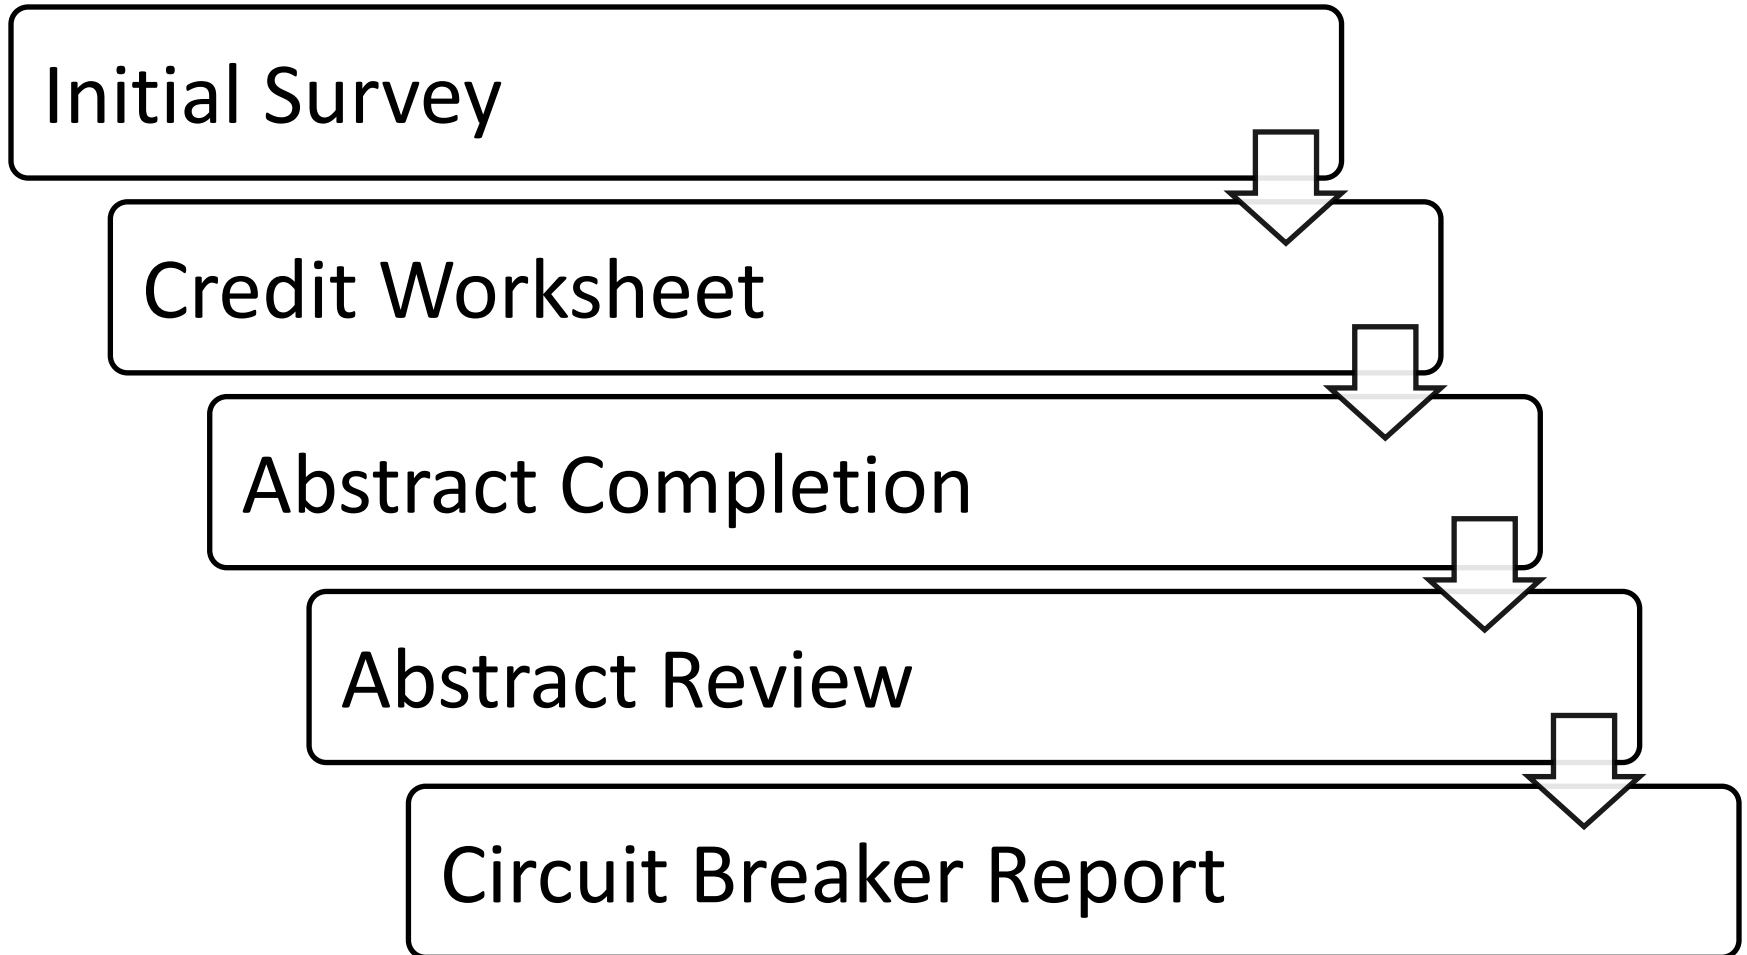 Initial Survey
Credit Worksheet
Abstract Completion
Abstract Review
Circuit Breaker Report